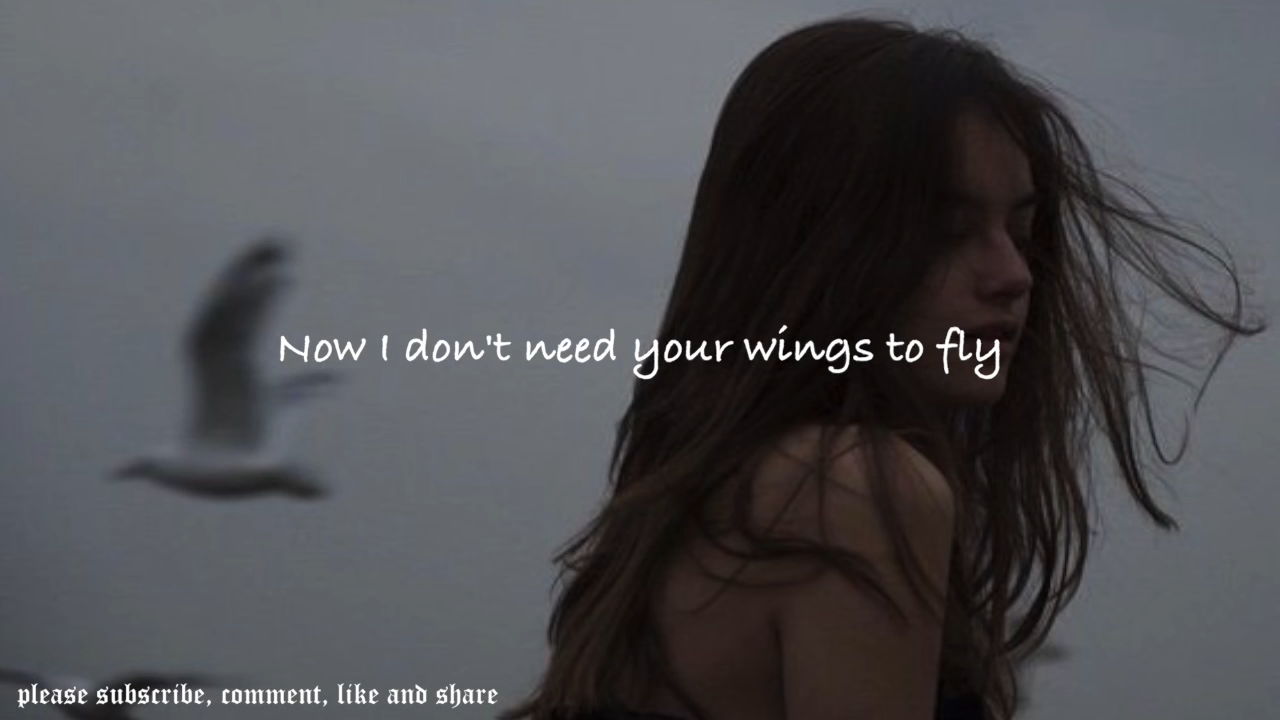 Now I don't need your wings to fly
please subscribe, comment, like and share